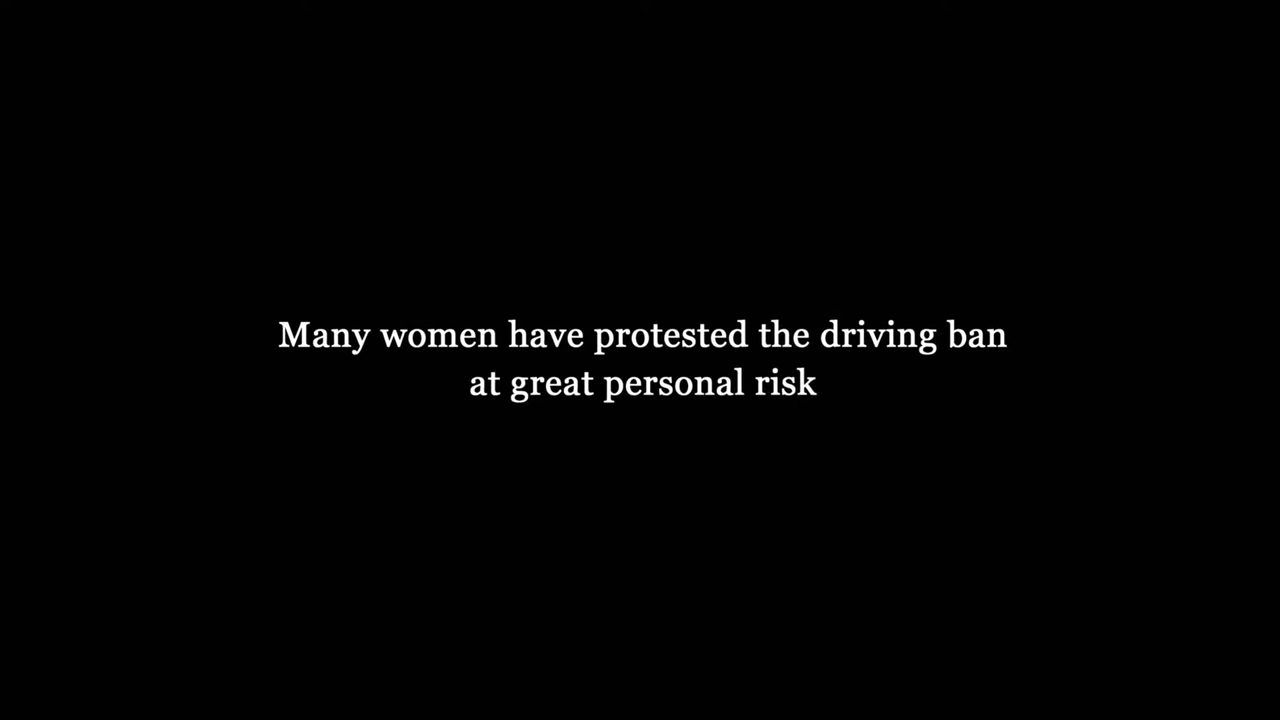 Many women have protested the driving ban
at great personal risk